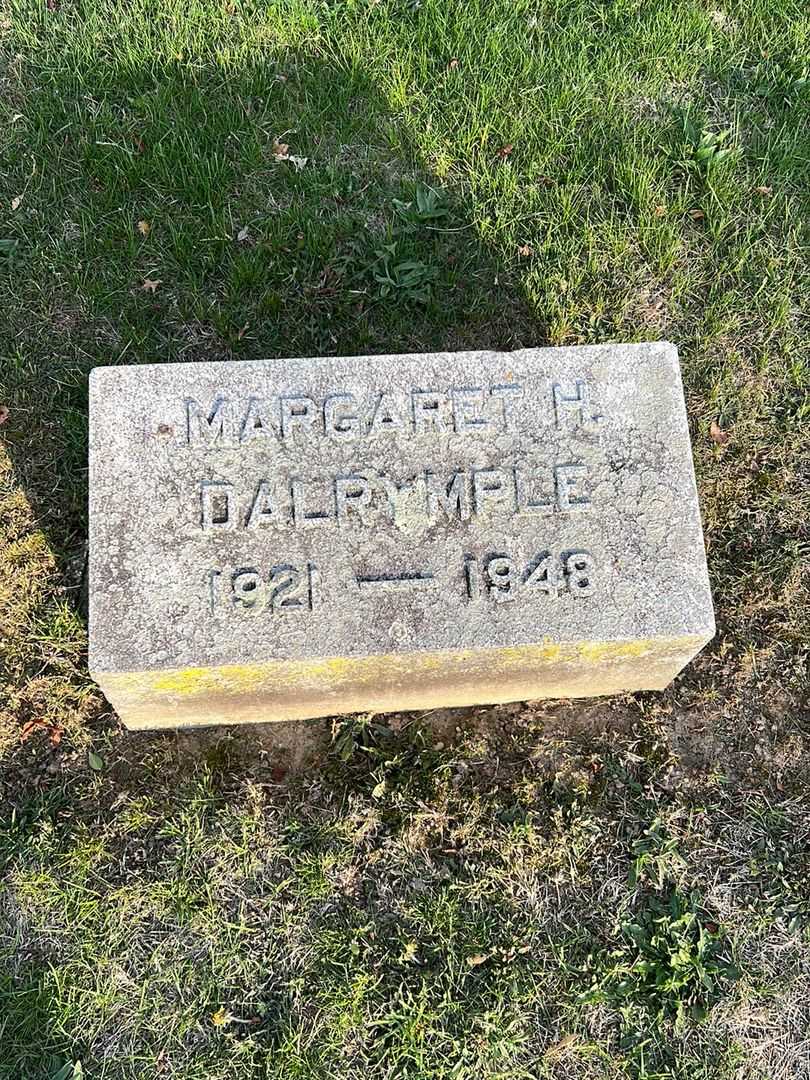 MARGARET H.
DALRYMPLE
1921 — 1948